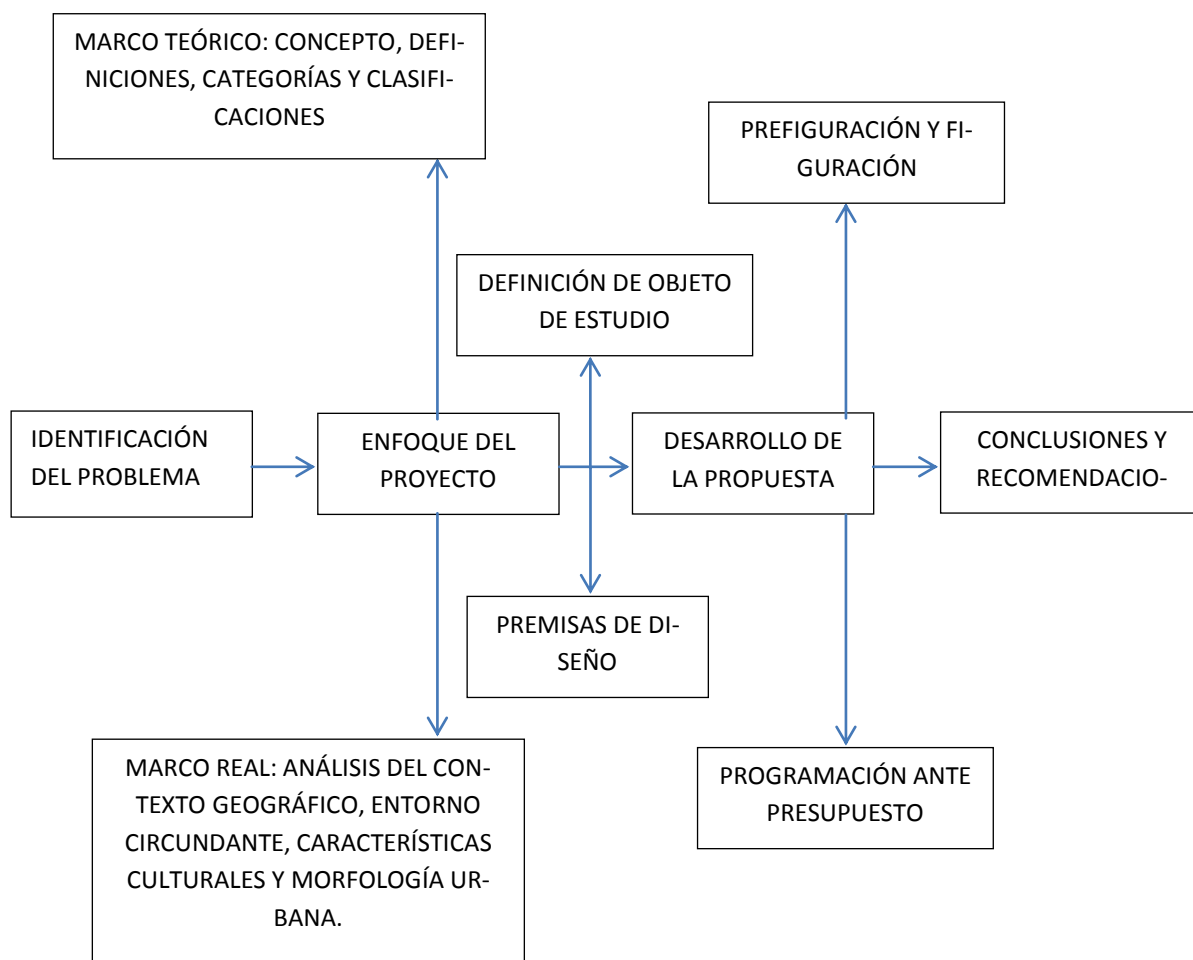 MARCO TEÓRICO: CONCEPTO, DEFI-
NICIONES, CATEGORÍAS Y CLASIFI-
CACIONES
PREFIGURACIÓN Y FI-
GURACIÓN
DEFINICIÓN DE OBJETO
DE ESTUDIO
IDENTIFICACIÓN
DEL PROBLEMA
ENFOQUE DEL
PROYECTO
DESARROLLO DE
LA PROPUESTA
CONCLUSIONES Y
RECOMENDACIO-
PREMISAS DE DI-
SEÑO
MARCO REAL: ANÁLISIS DEL CON-
TEXTO GEOGRÁFICO, ENTORNO
CIRCUNDANTE, CARACTERÍSTICAS
CULTURALES Y MORFOLOGÍA UR-
BANA.
PROGRAMACIÓN ANTE
PRESUPUESTO